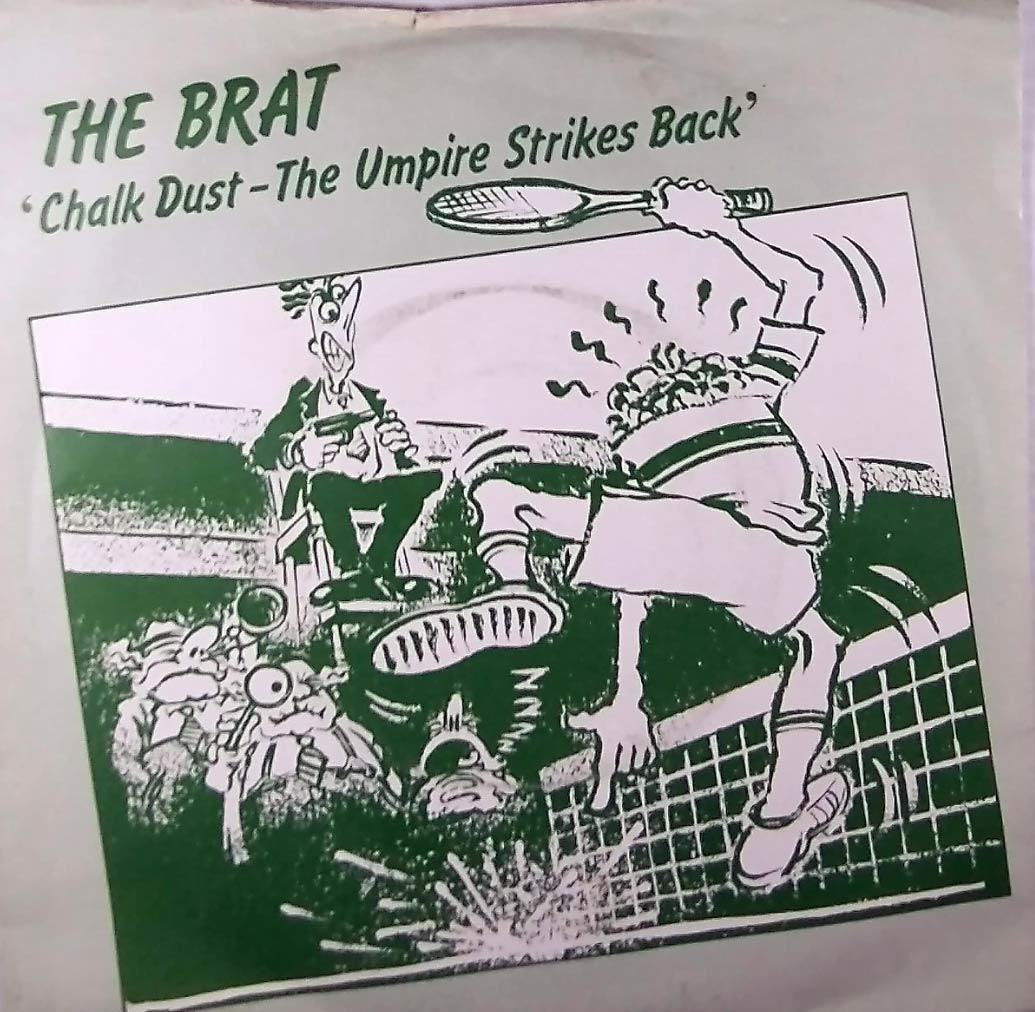 THE BRAT
‘Chalk Dust – The Umpire Strikes Back’